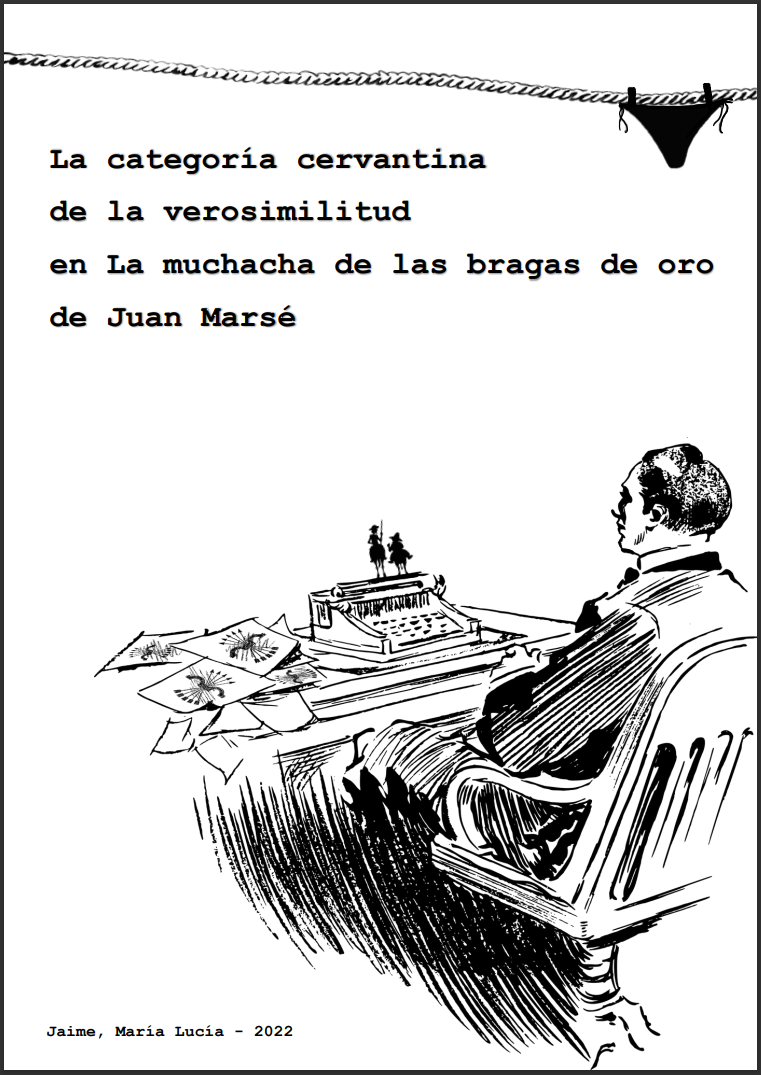 La categoría cervantina
de la verosimilitud
en La muchacha de las bragas de oro
de Juan Marsé
Jaime, María Lucía - 2022